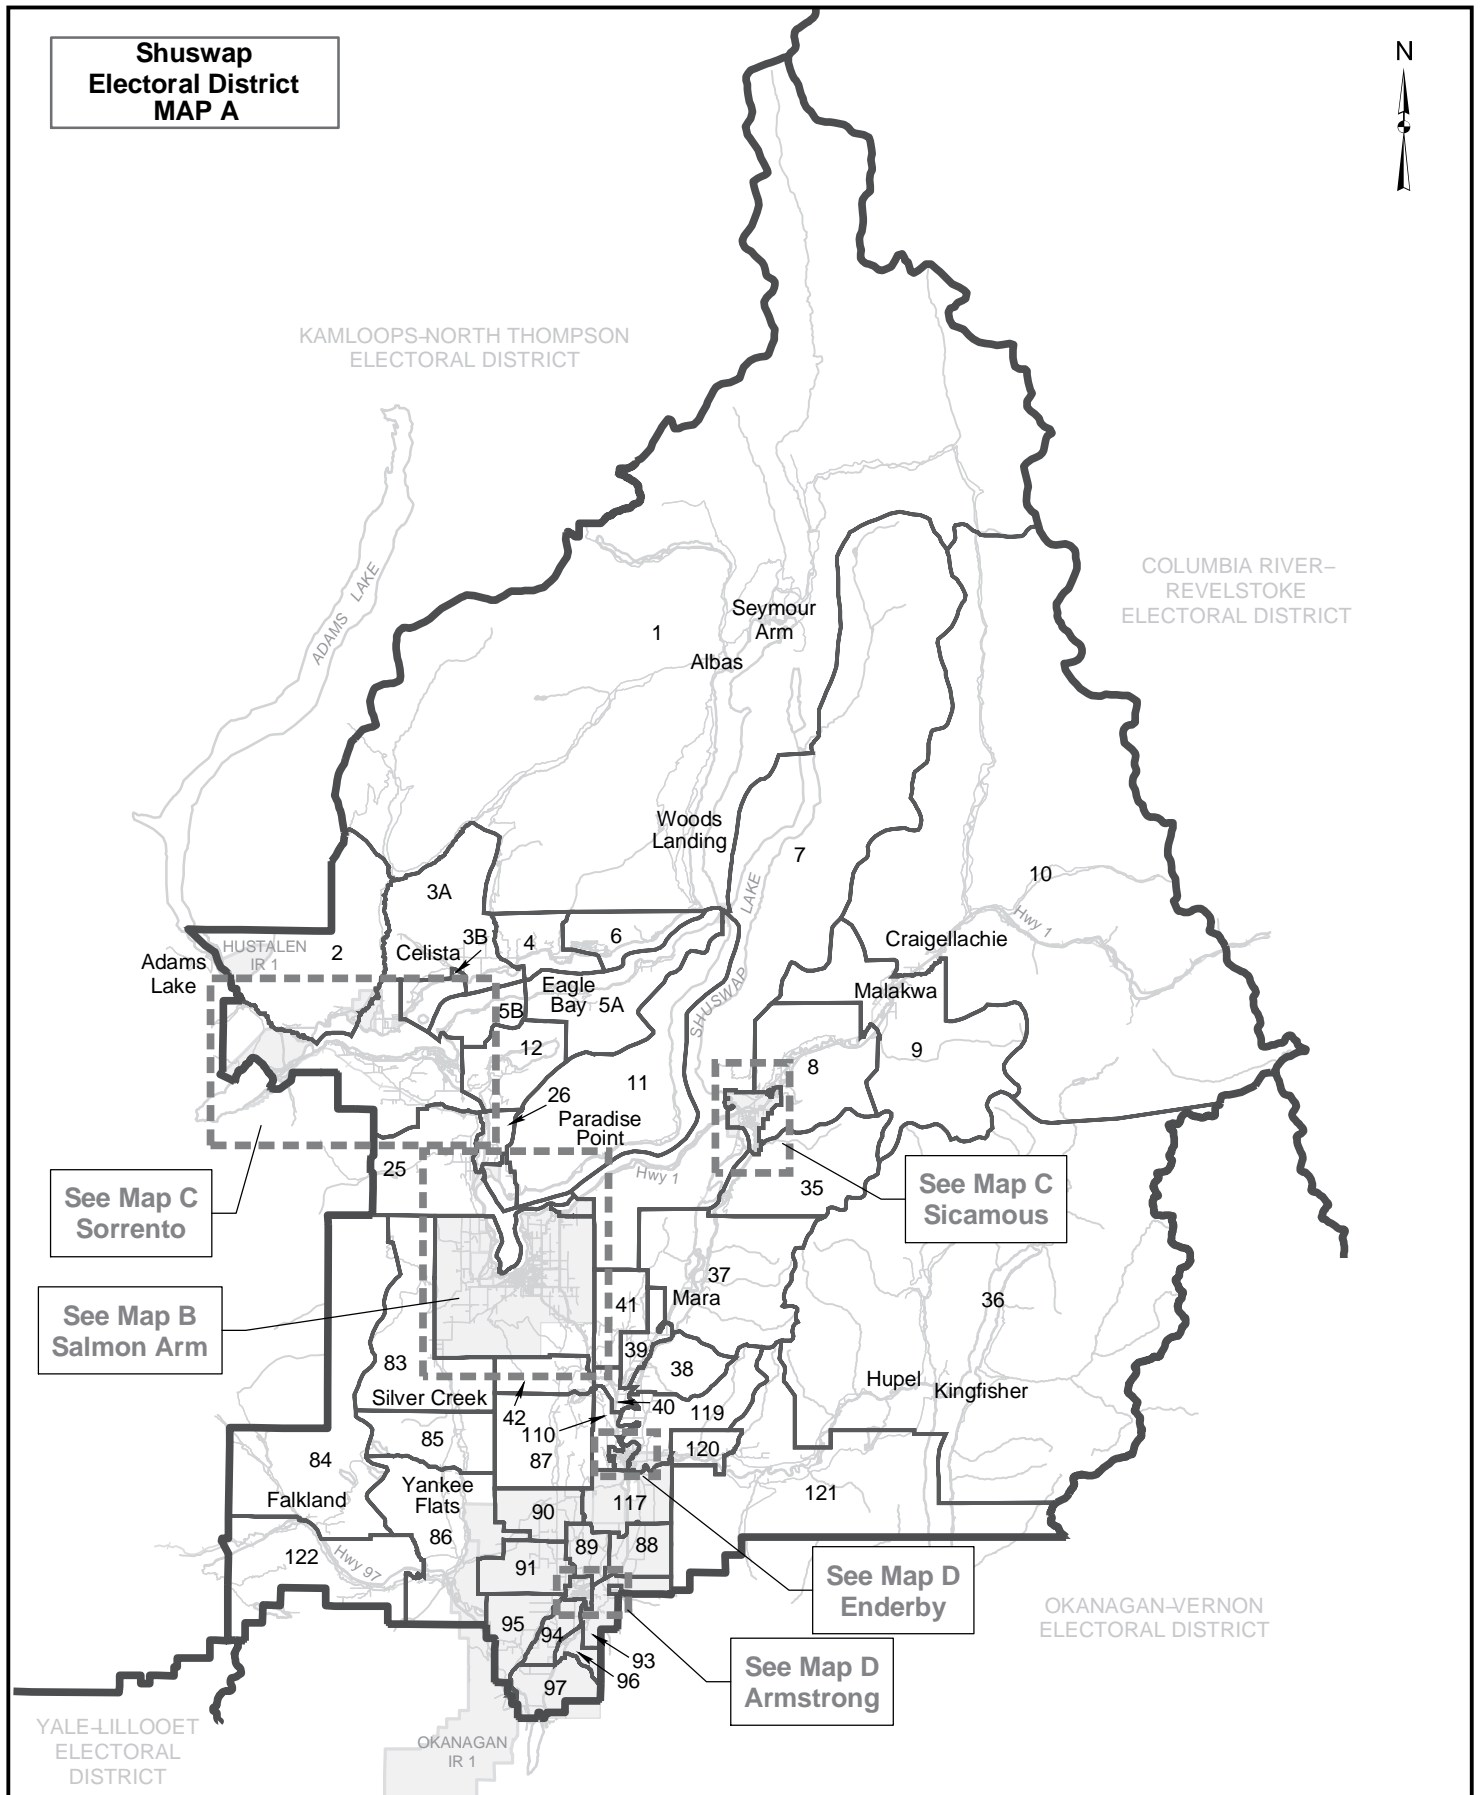 Shuswap
Electoral District
MAP A
N
KAMLOOPS-NORTH THOMPSON
ELECTORAL DISTRICT
COLUMBIA RIVER-
REVELSTOKE
ELECTORAL DISTRICT
ADAMS LAKE
1
Seymour
Arm
Albas
Woods
Landing
7
LAKE
SHUSWAP
10
Hwy 1
3A
3B
4
6
Celista
HUSTALEN
IR 1
2
Adams
Lake
Craigellachie
Malakwa
Eagle
Bay
5A
5B
12
11
8
9
26
Paradise
Point
25
Hwy 1
35
See Map C
Sorrento
See Map C
Sicamous
37
Mara
41
36
See Map B
Salmon Arm
39
38
83
Silver Creek
Hupel
Kingfisher
42
40
110
119
85
87
120
84
Yankee
Flats
Falkland
121
90
117
86
122
Hwy 97
89
88
91
See Map D
Enderby
95
94
93
96
97
See Map D
Armstrong
OKANAGAN-VERNON
ELECTORAL DISTRICT
YALE-LILLOOET
ELECTORAL
DISTRICT
OKANAGAN
IR 1